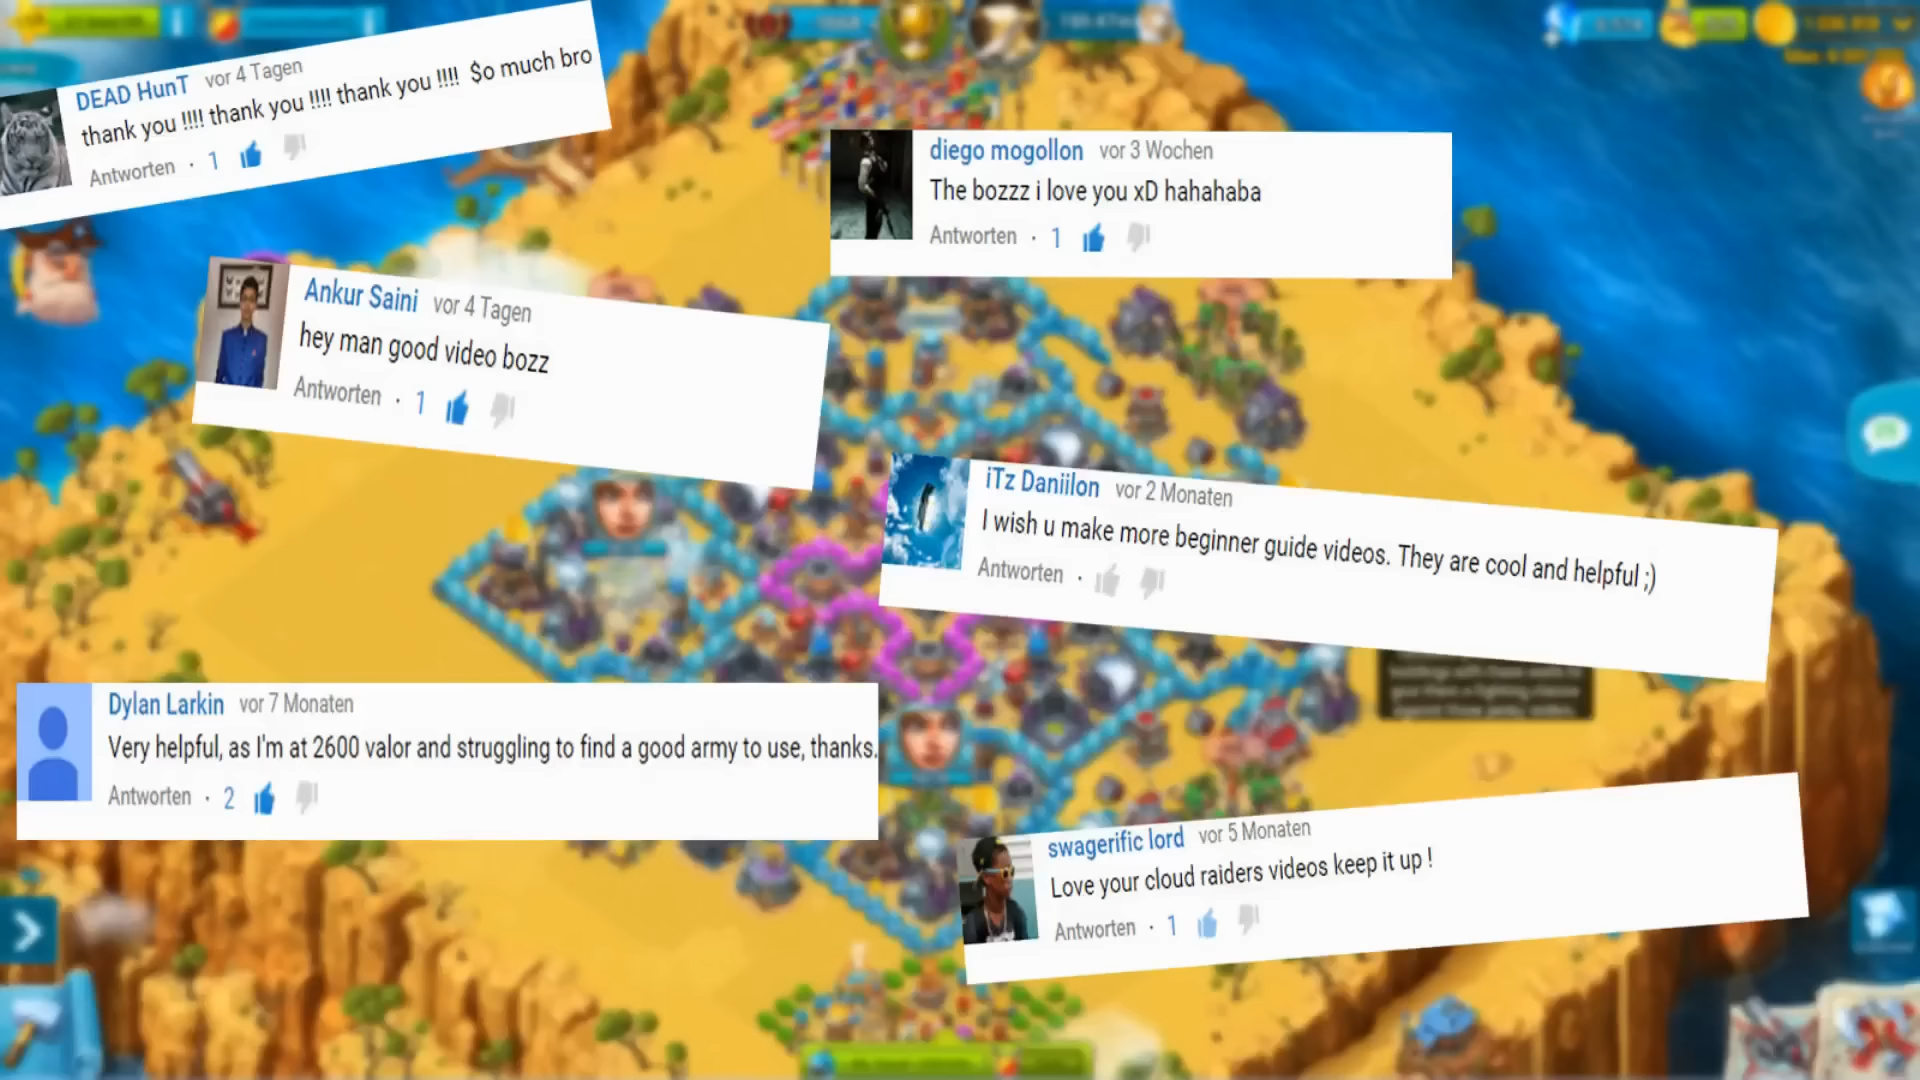 DEAD HunT vor 4 Tagen
thank you !!!! thank you !!!! thank you !!!! $o much bro
Antworten · 1
diego mogollon vor 3 Wochen
The bozzz i love you xD hahahaba
Antworten · 1
Ankur Saini vor 4 Tagen
hey man good video bozz
Antworten · 1
iTz Daniilon vor 2 Monaten
I wish u make more beginner guide videos. They are cool and helpful ;)
Antworten ·
Dylan Larkin vor 7 Monaten
Very helpful, as I'm at 2600 valor and struggling to find a good army to use, thanks.
Antworten · 2
swagerific lord vor 5 Monaten
Love your cloud raiders videos keep it up !
Antworten · 1